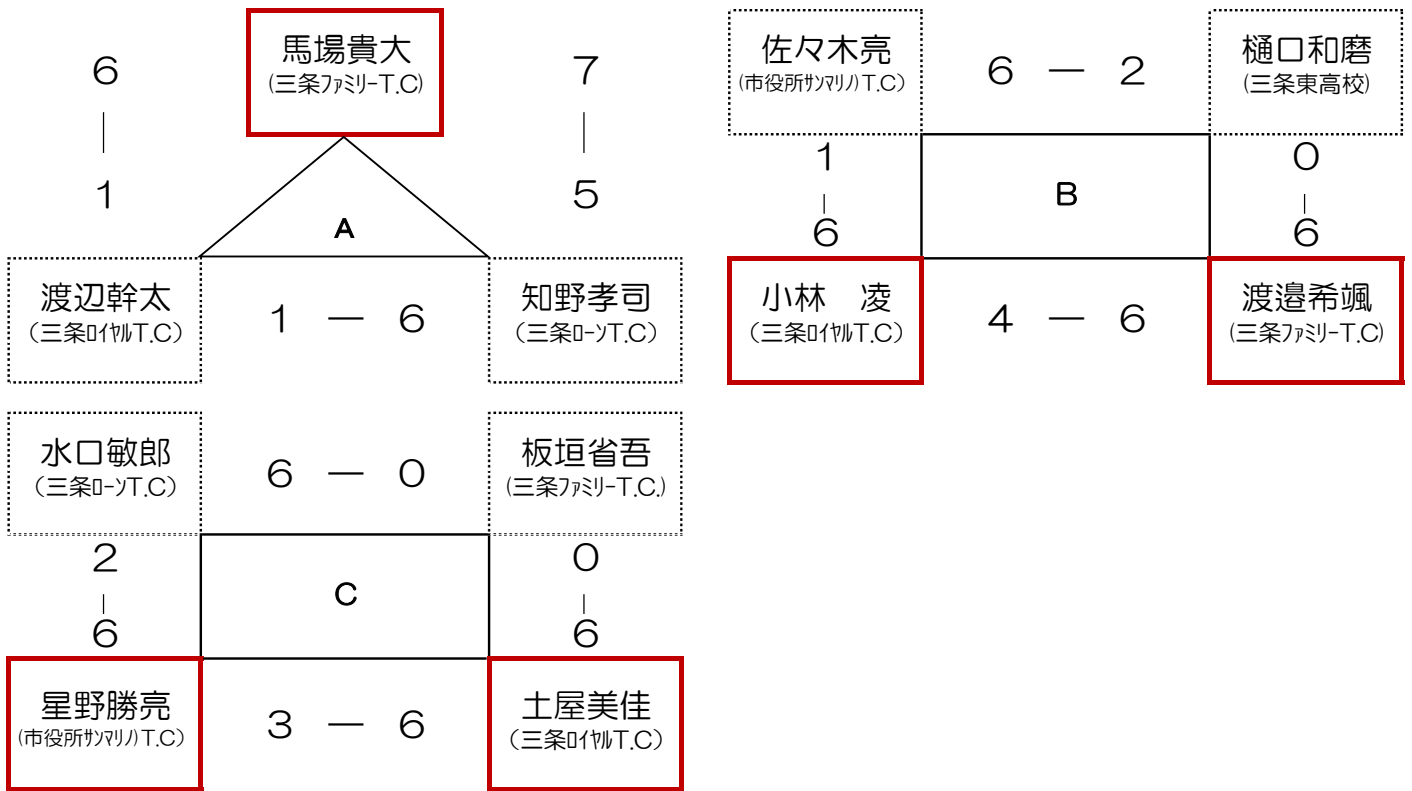 馬場貴大
(三条ﾌｧﾐﾘｰT.C)
6
—
1
7
—
5
A
渡辺幹太
(三条ﾛｲﾔﾙT.C)
1 — 6
知野孝司
(三条ﾛｰﾝT.C)
佐々木亮
(市役所ｻﾝﾏﾘﾉ)T.C)
6 — 2
樋口和磨
(三条東高校)
1
-
6
B
0
-
6
小林　凌
(三条ﾛｲﾔﾙT.C)
4 — 6
渡邉希颯
(三条ﾌｧﾐﾘｰT.C)
水口敏郎
(三条ﾛｰﾝT.C)
6 — 0
板垣省吾
(三条ﾌｧﾐﾘｰT.C.)
2
-
6
C
0
-
6
星野勝亮
(市役所ｻﾝﾏﾘﾉ)T.C)
3 — 6
土屋美佳
(三条ﾛｲﾔﾙT.C)